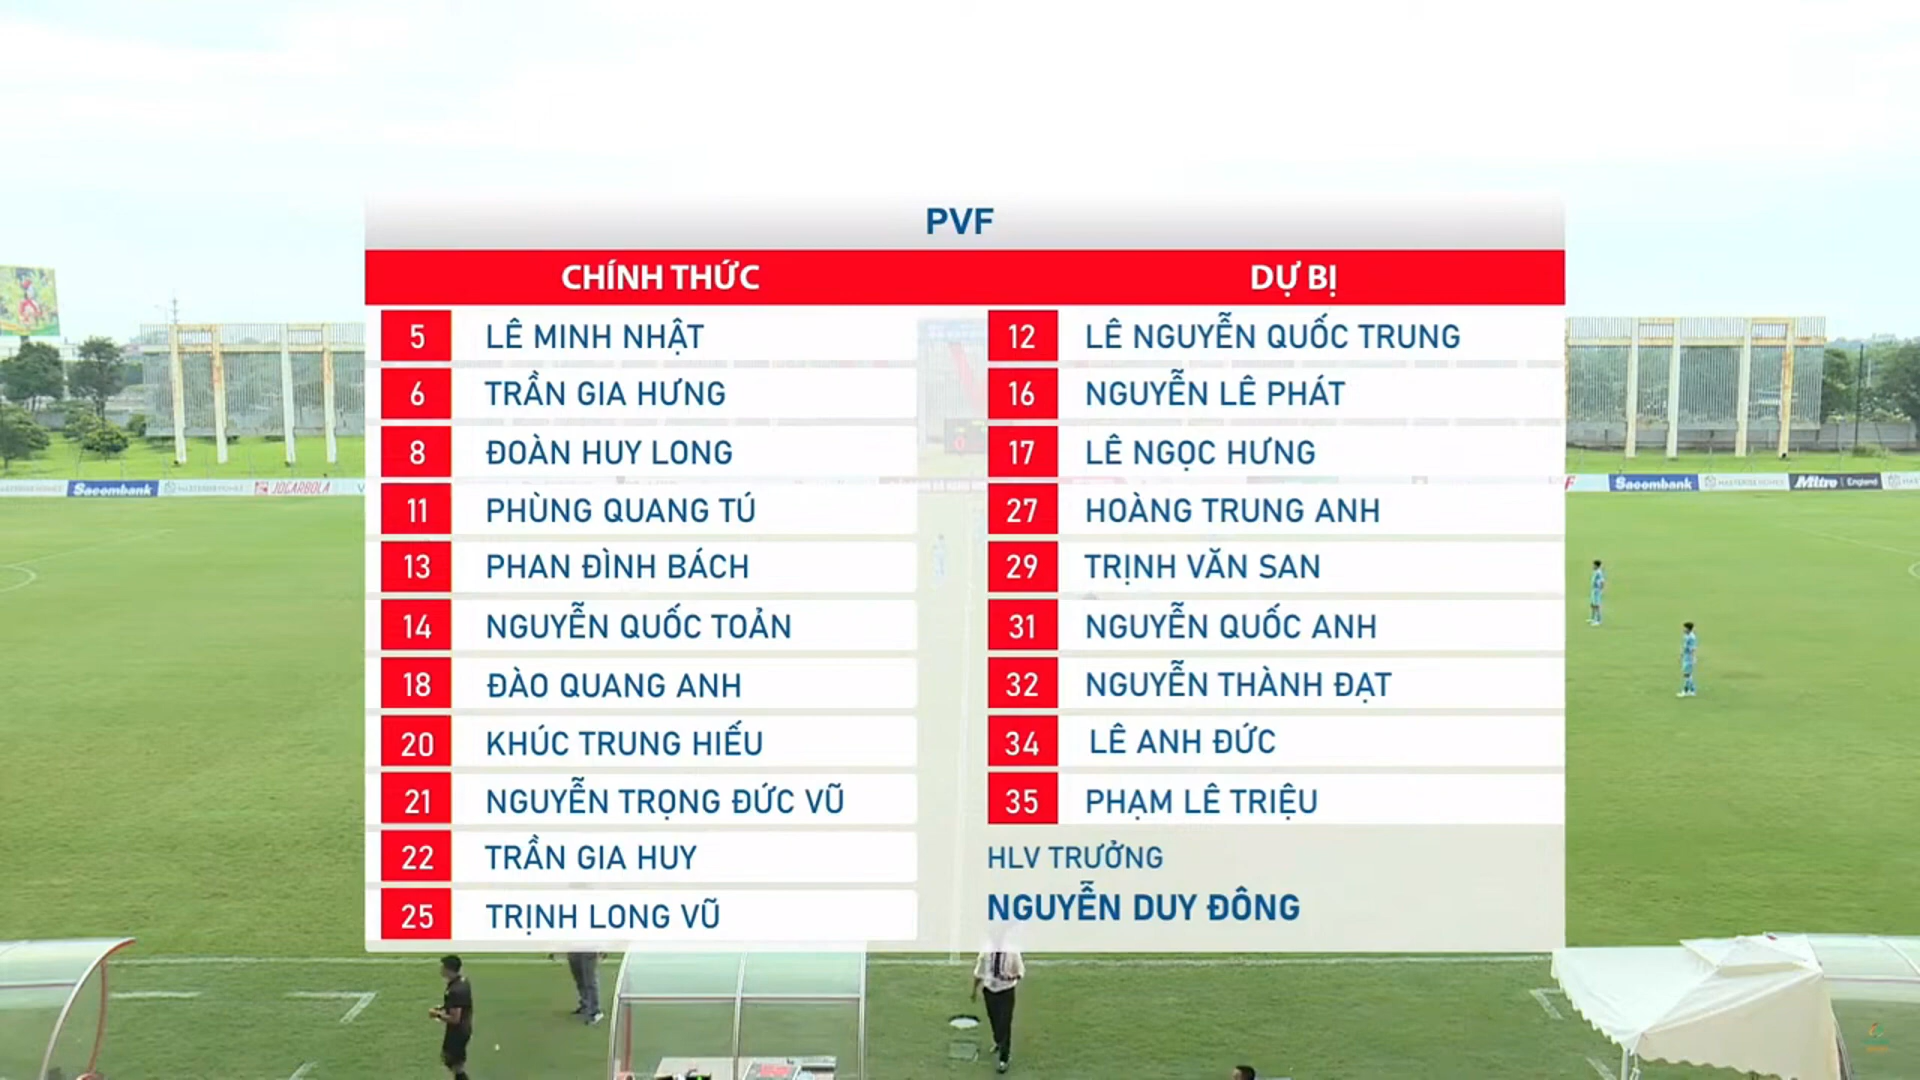 PVF
CHÍNH THỨC
5 LÊ MINH NHẬT
6 TRẦN GIA HƯNG
8 ĐOÀN HUY LONG
11 PHÙNG QUANG TÚ
13 PHAN ĐÌNH BÁCH
14 NGUYỄN QUỐC TOẢN
18 ĐÀO QUANG ANH
20 KHÚC TRUNG HIẾU
21 NGUYỄN TRỌNG ĐỨC VŨ
22 TRẦN GIA HUY
25 TRỊNH LONG VŨ
DỰ BỊ
12 LÊ NGUYỄN QUỐC TRUNG
16 NGUYỄN LÊ PHÁT
17 LÊ NGỌC HƯNG
27 HOÀNG TRUNG ANH
29 TRỊNH VĂN SAN
31 NGUYỄN QUỐC ANH
32 NGUYỄN THÀNH ĐẠT
34 LÊ ANH ĐỨC
35 PHẠM LÊ TRIỆU
HLV TRƯỞNG
NGUYỄN DUY ĐÔNG
Sacombank
JOGARBOLA
Sacombank
MASTERISE HOMES
Mitre England